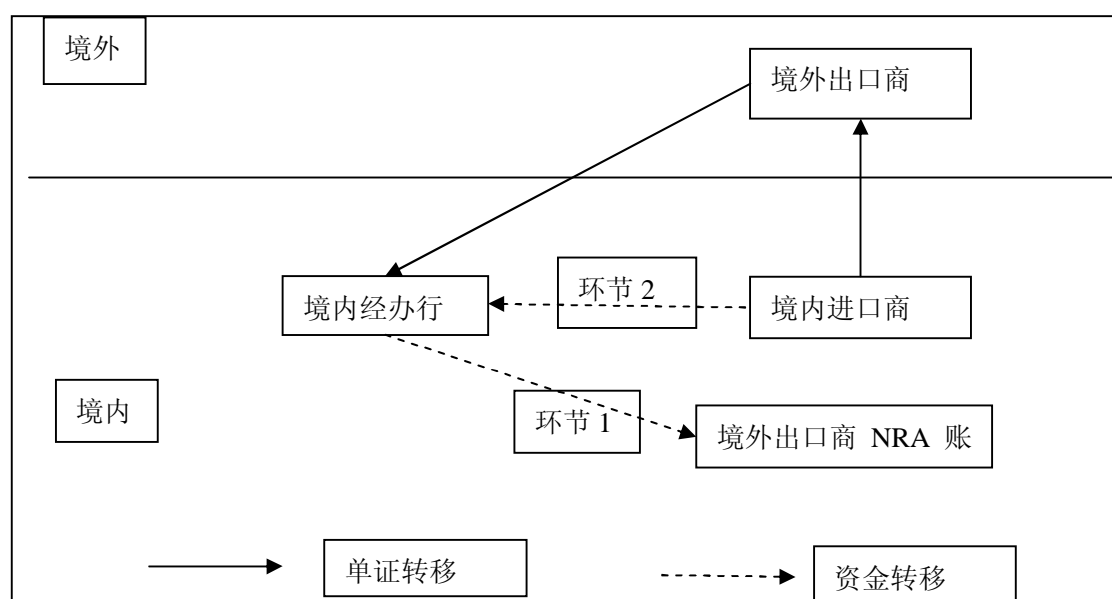 境外
境外出口商
环节 2
境内经办行
境内进口商
境内
环节 1
境外出口商 NRA 账
单证转移
资金转移